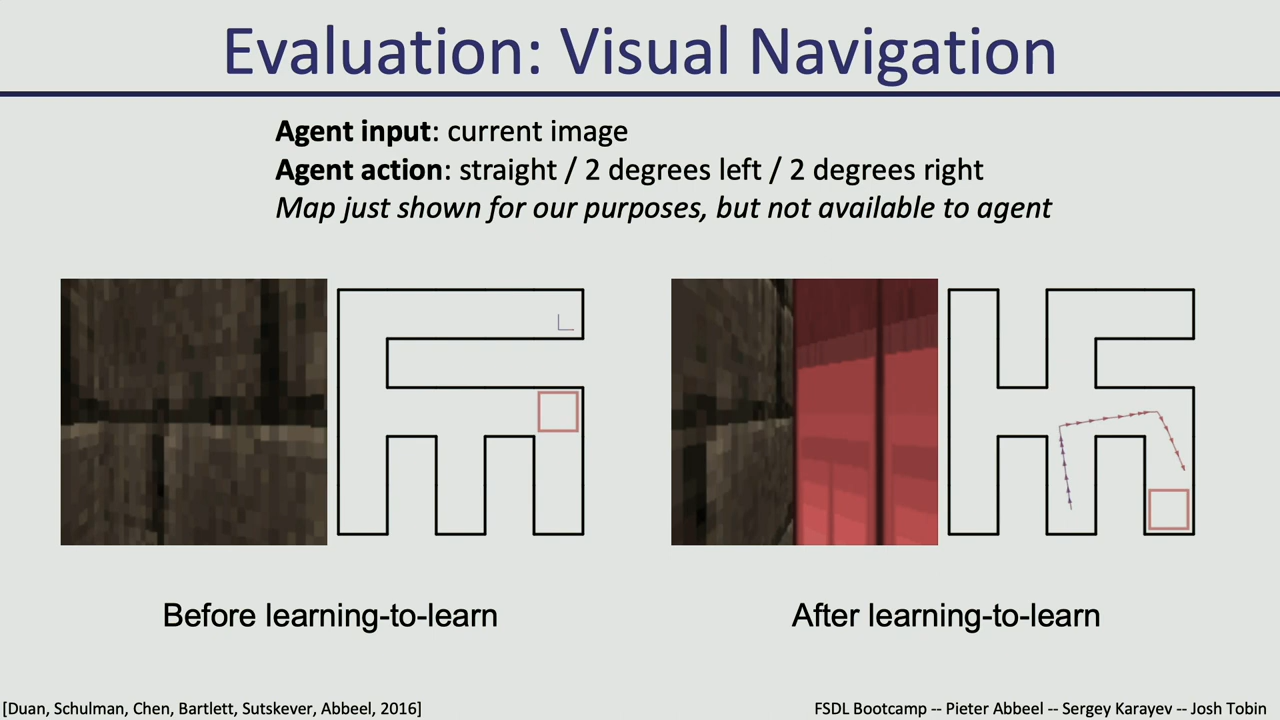 Evaluation: Visual Navigation
Agent input: current image
Agent action: straight / 2 degrees left / 2 degrees right
Map just shown for our purposes, but not available to agent
Before learning-to-learn
After learning-to-learn
[Duan, Schulman, Chen, Bartlett, Sutskever, Abbeel, 2016]
FSDL Bootcamp -- Pieter Abbeel -- Sergey Karayev -- Josh Tobin